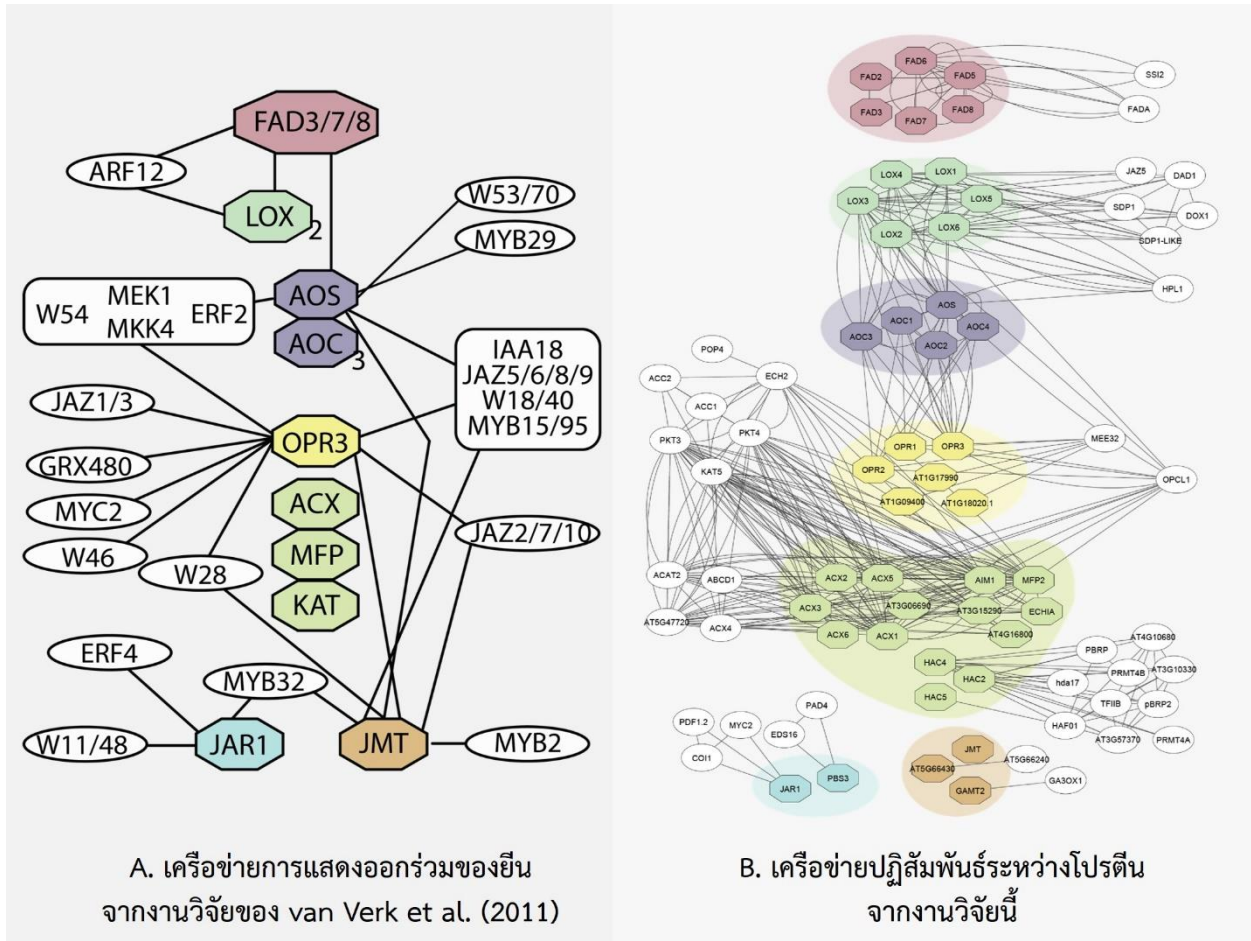 FAD3/7/8
ARF12
LOX 2
W53/70
MYB29
W54 MEK1 MKK4 ERF2
AOS
AOC 3
IAA18
JAZ5/6/8/9
W18/40
MYB15/95
JAZ1/3
OPR3
GRX480
MYC2
W46
W28
ACX
MFP
KAT
JAZ2/7/10
ERF4
MYB32
W11/48
JAR1
JMT
MYB2
A. เครือข่ายการแสดงออกร่วมของยีน
จากงานวิจัยของ van Verk et al. (2011)
FAD6
FAD2
FAD5
SSI2
FAD3
FAD7
FAD8
FADA
LOX4
LOX1
JAZ5
DAD1
LOX3
LOX5
SDP1
DOX1
LOX2
LOX6
SDP1-LIKE
HPL1
AOS
AOC1
AOC4
AOC3
AOC2
POP4
ACC2
ECH2
ACC1
PKT3
PKT4
OPR1
OPR3
MEE32
KAT5
OPR2
AT1G17990
OPCL1
AT1G09400
AT1G18020.1
ACAT2
ABCD1
ACX2
ACX5
AIM1
MFP2
ACX3
AT3G06690
AT3G15290
ECHIA
AT5G47720
ACX4
ACX6
ACX1
AT4G16800
HAC4
PBRP
AT4G10680
HAC2
PRMT4B
AT3G10330
hda17
HAC5
TFIIB
pBRP2
HAF01
AT3G57370
PRMT4A
PAD4
PDF1.2
MYC2
EDS16
COI1
JAR1
PBS3
JMT
AT5G66430
AT5G66240
GAMT2
GA3OX1
B. เครือข่ายปฏิสัมพันธ์ระหว่างโปรตีน
จากงานวิจัยนี้